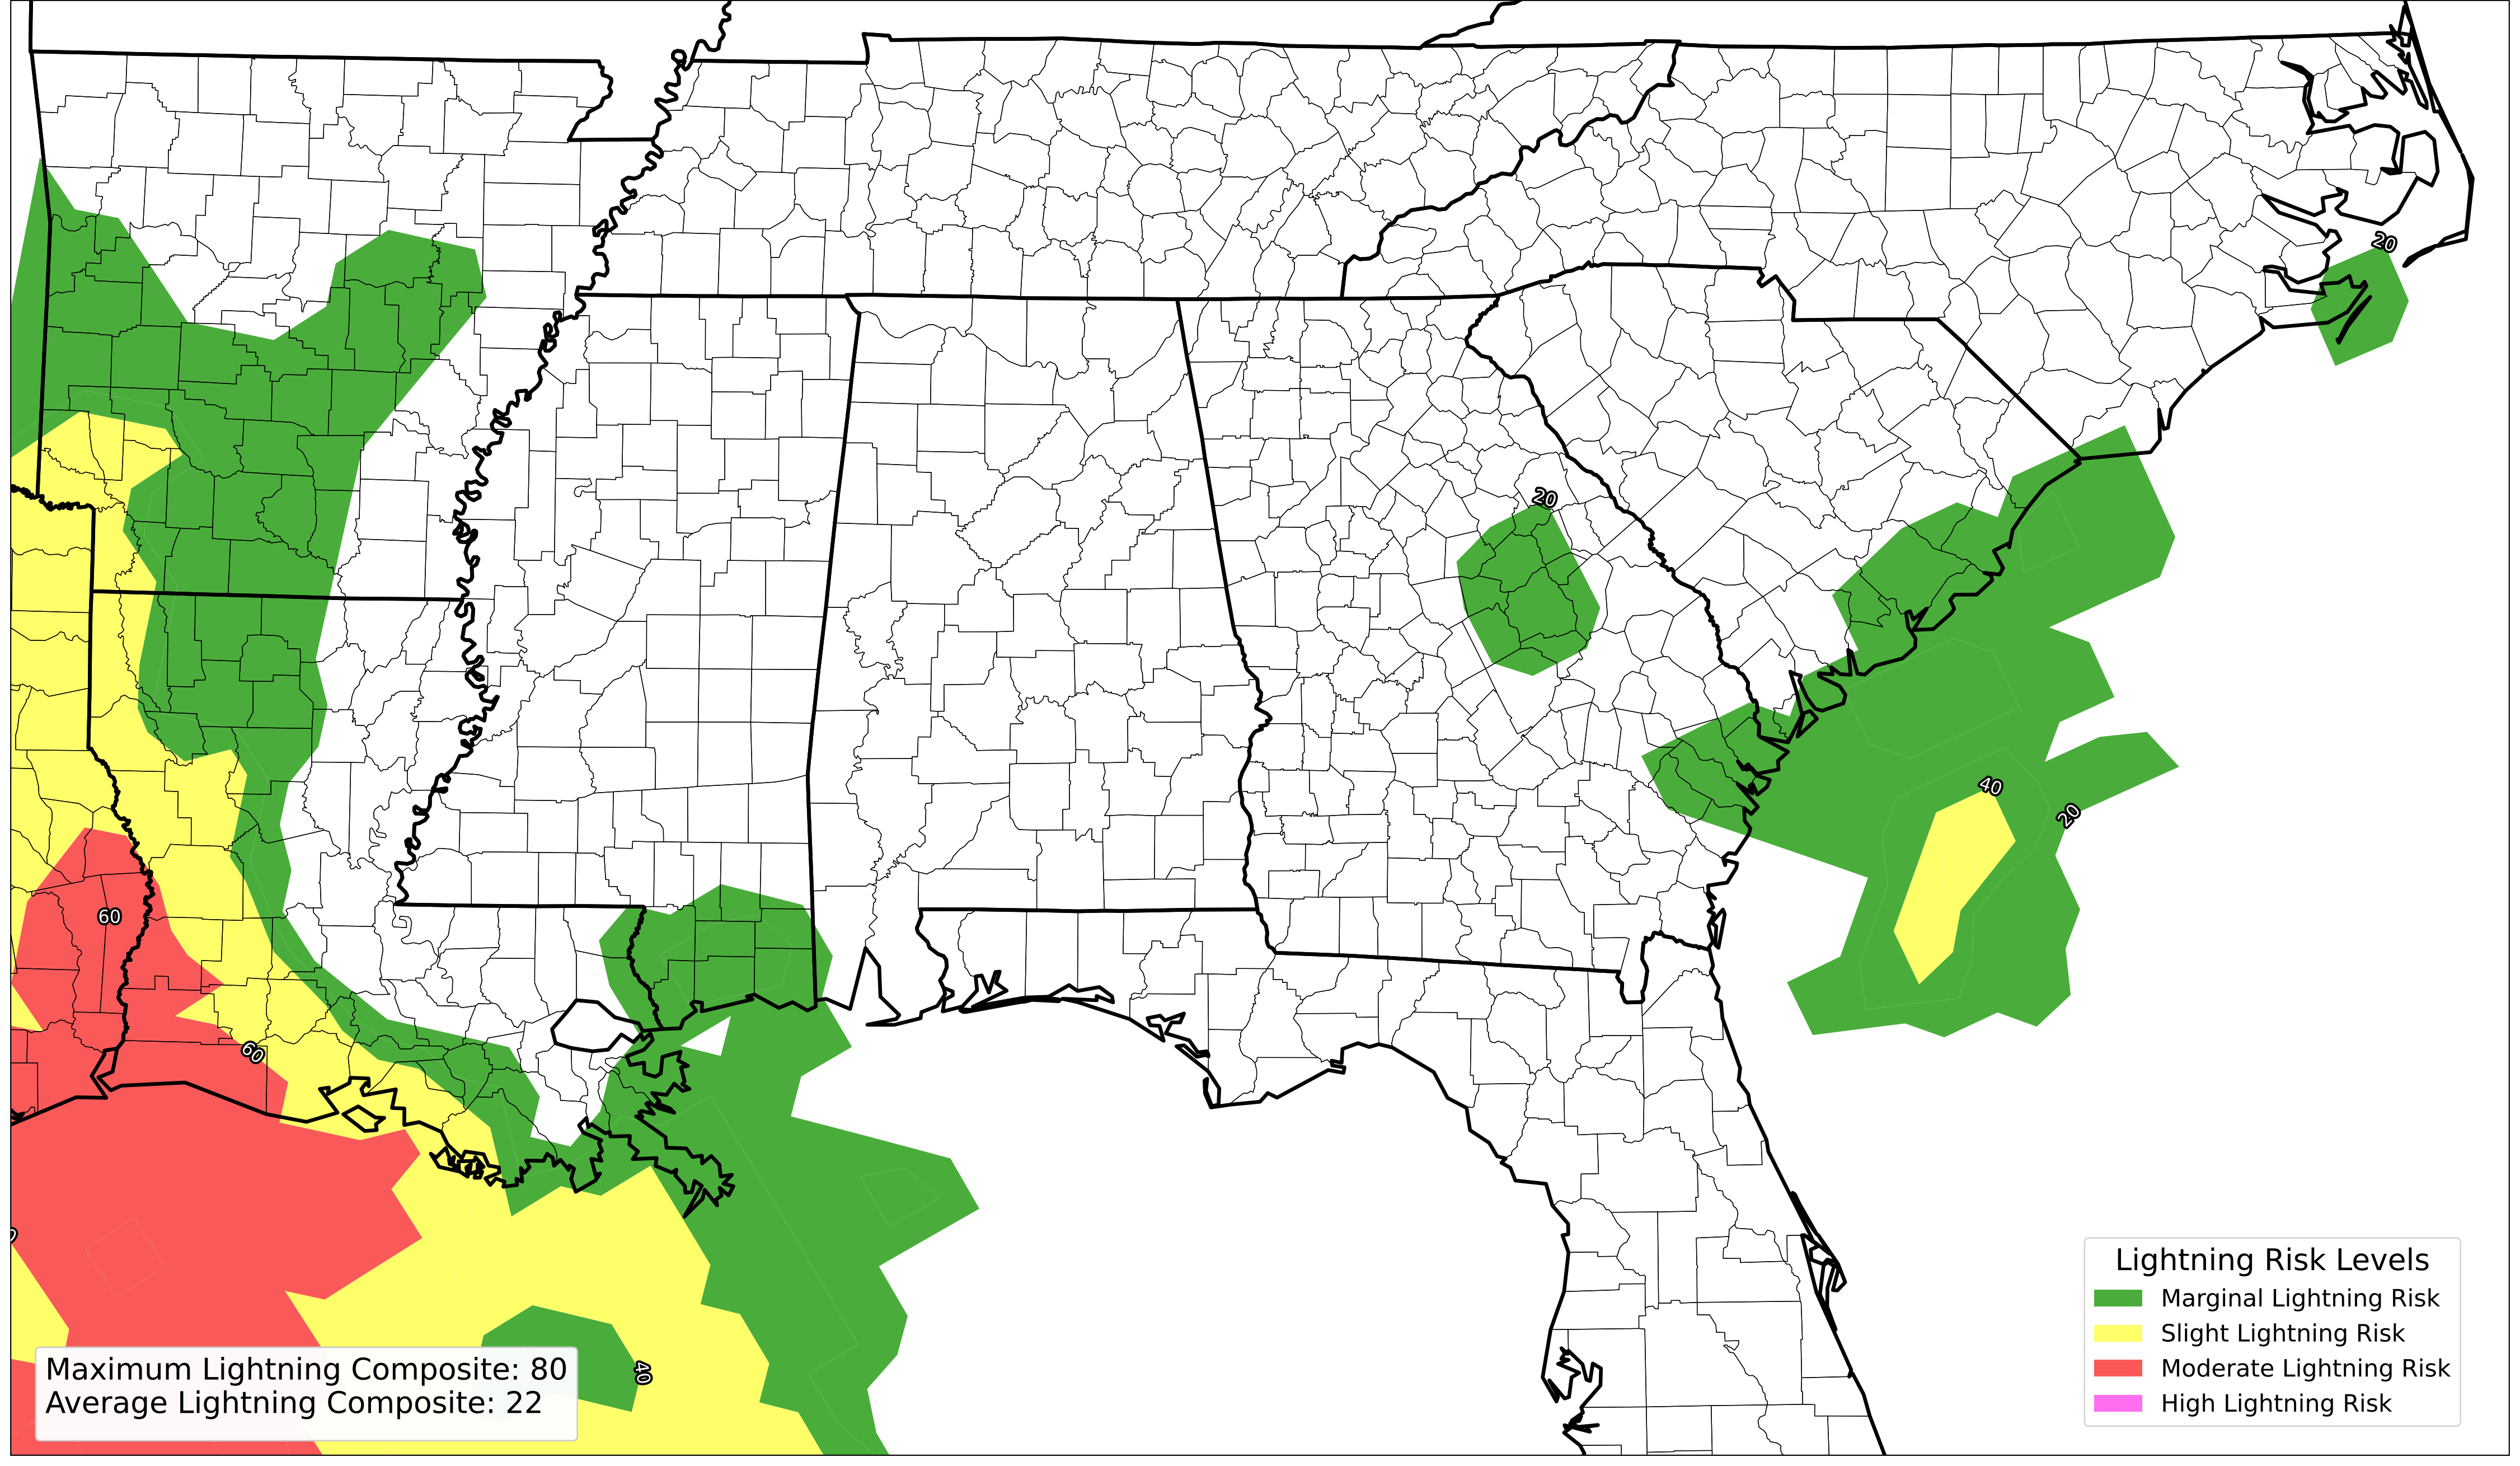 20
20
40
20
60
60
40
Maximum Lightning Composite: 80
Average Lightning Composite: 22
Lightning Risk Levels
Marginal Lightning Risk
Slight Lightning Risk
Moderate Lightning Risk
High Lightning Risk